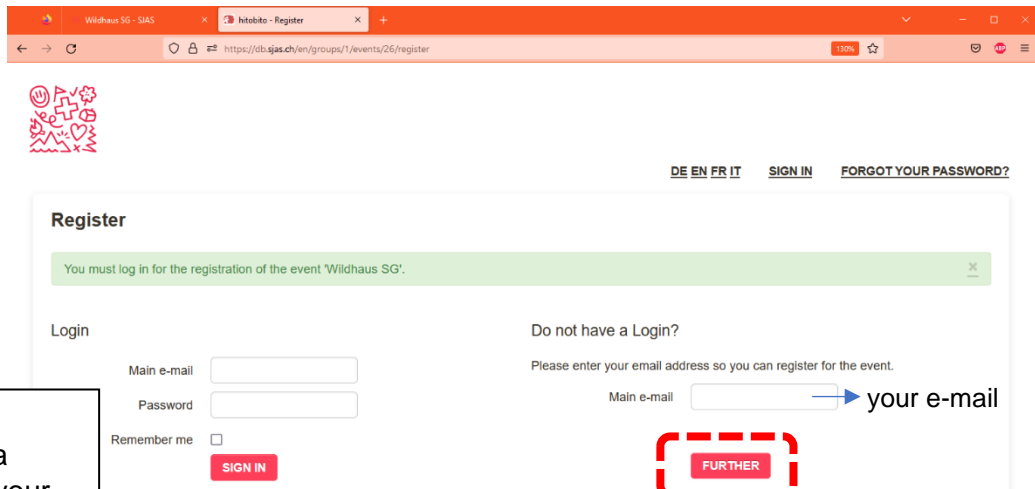 Wildhaus SG - SJAS
hitobito - Register
https://db.sjas.ch/en/groups/1/events/26/register
130%
ABP
DE EN FR IT SIGN IN FORGOT YOUR PASSWORD?
Register
You must log in for the registration of the event 'Wildhaus SG'.
Login
Main e-mail
Password
Remember me
SIGN IN
a
your
Do not have a Login?
Please enter your email address so you can register for the event.
Main e-mail
your e-mail
FURTHER